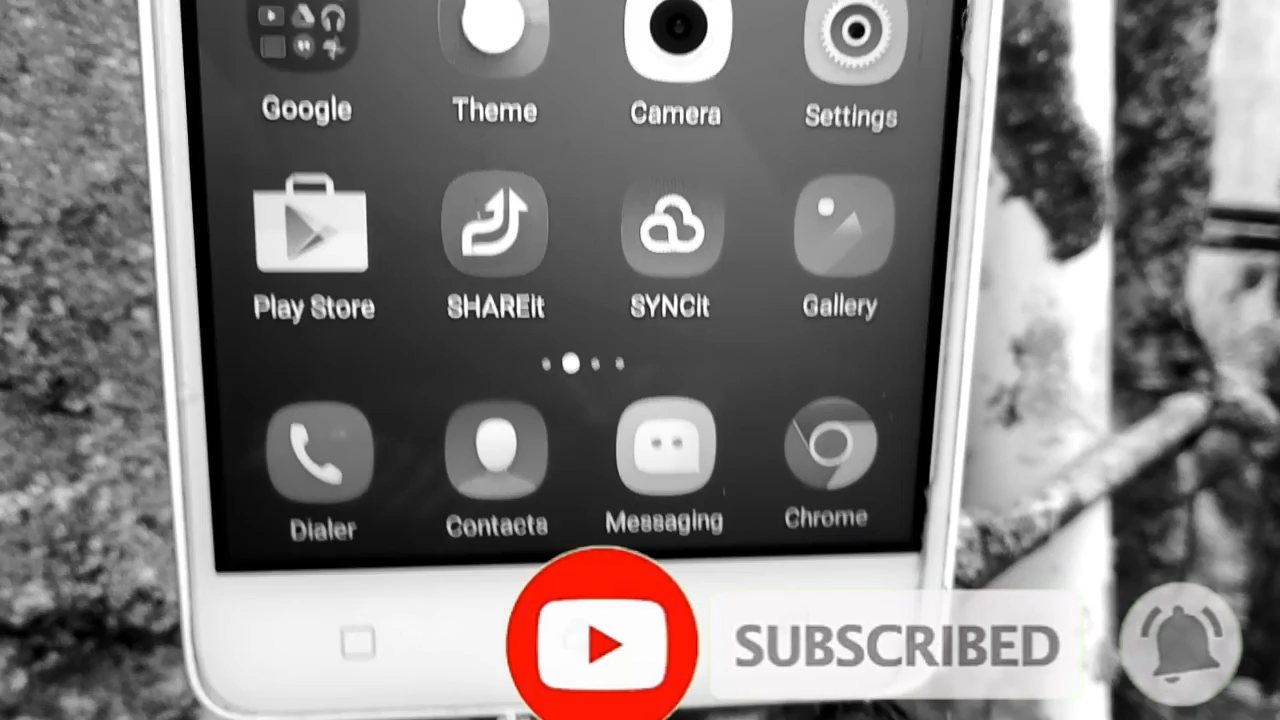 Google Theme Camera Settings
Play Store SHAREit SYNCit Gallery
Dialer Contacts Messaging Chrome
SUBSCRIBED